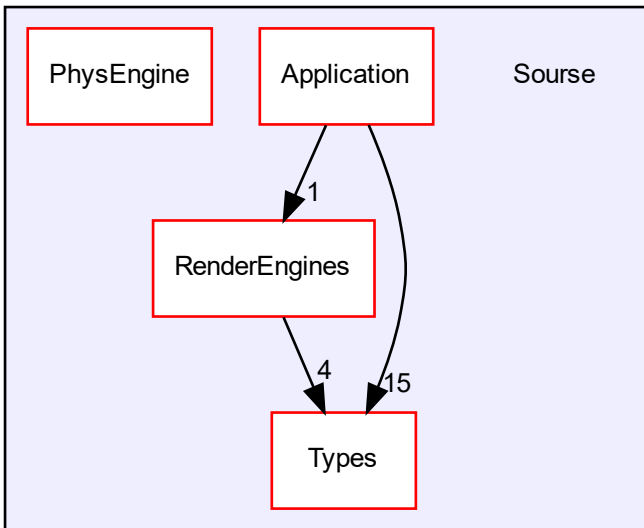 PhysEngine
Application
Sourse
1
RenderEngines
4
15
Types